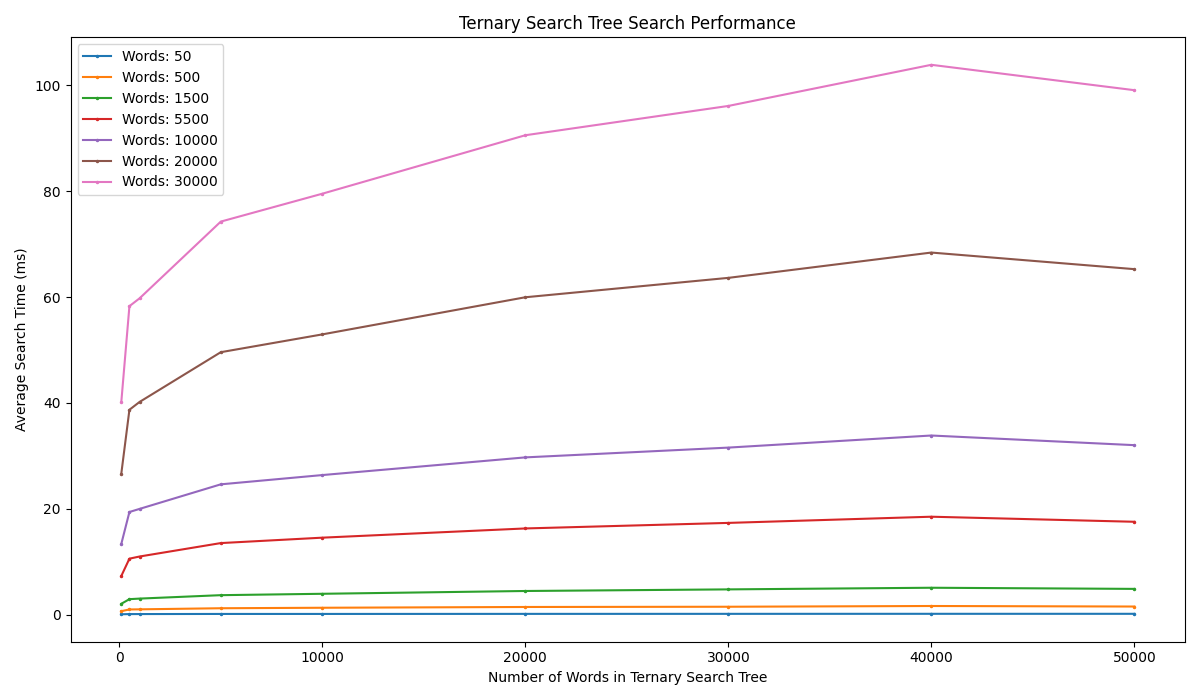 Ternary Search Tree Search Performance
Words: 50
Words: 500
Words: 1500
Words: 5500
Words: 10000
Words: 20000
Words: 30000
100
80
60
40
20
0
Average Search Time (ms)
0 10000 20000 30000 40000 50000
Number of Words in Ternary Search Tree